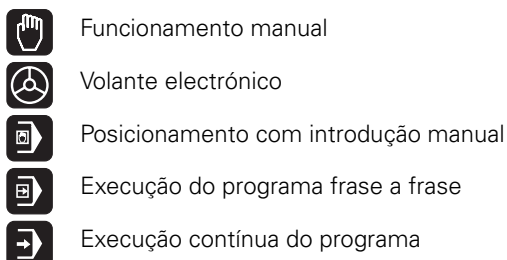 Funcionamento manual
Volante electrónico
Posicionamento com introdução manual
Execução do programa frase a frase
Execução contínua do programa